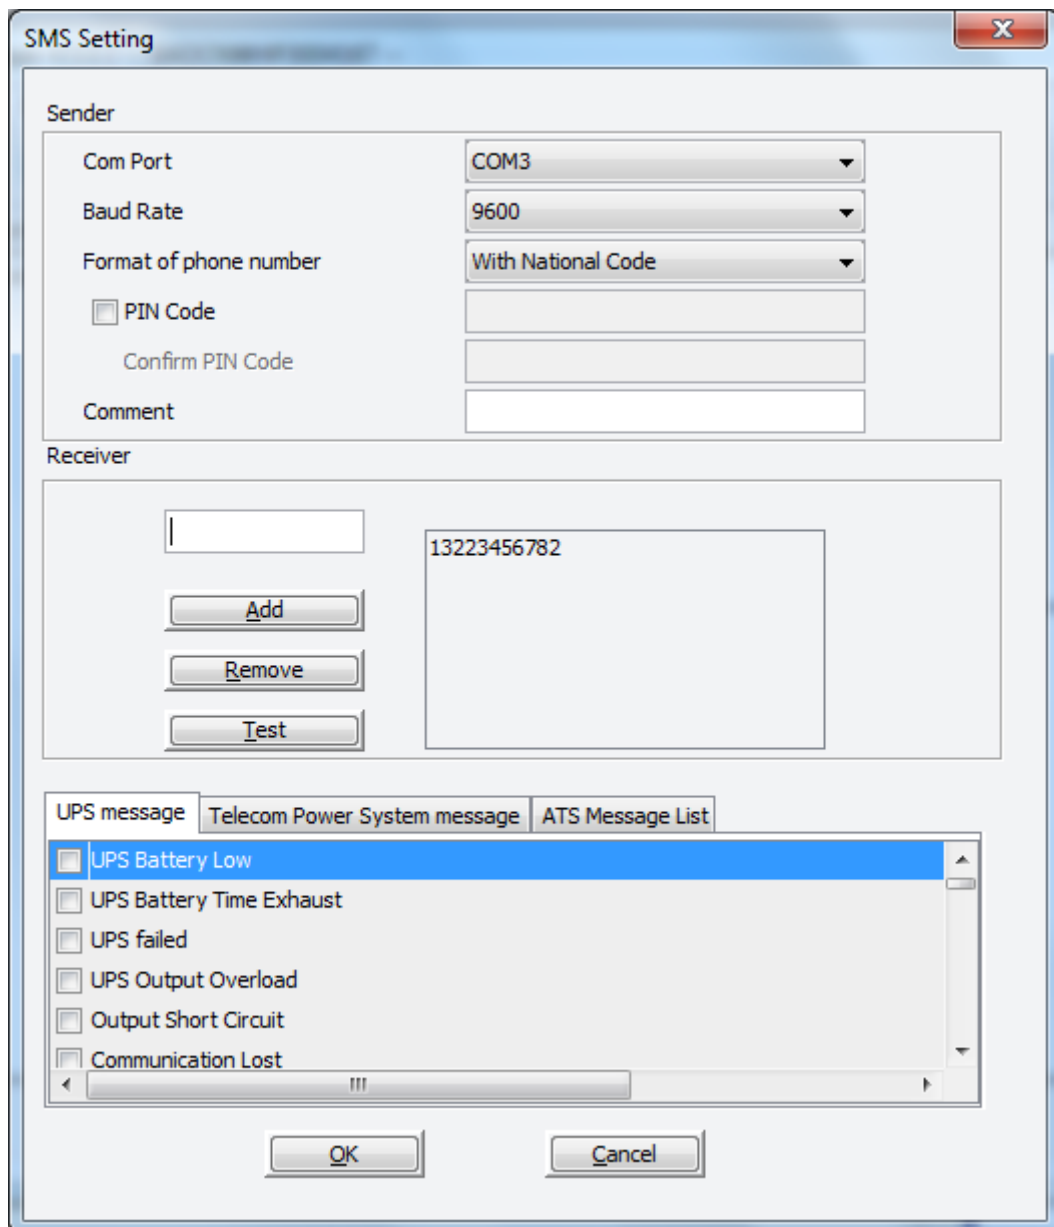 SMS Setting
Sender
Com Port COM3
Baud Rate 9600
Format of phone number With National Code
PIN Code
Confirm PIN Code
Comment
Receiver
13223456782
Add
Remove
Test
UPS message Telecom Power System message ATS Message List
UPS Battery Low
UPS Battery Time Exhaust
UPS failed
UPS Output Overload
Output Short Circuit
Communication Lost
OK Cancel